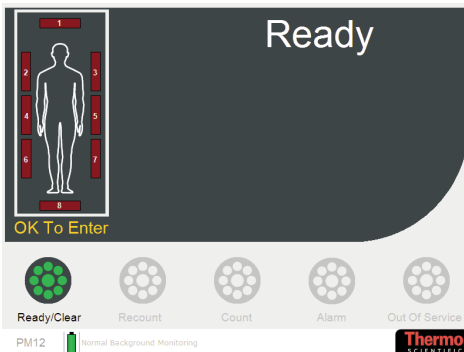 Ready
1
2 3
4 5
6 7
8
OK To Enter
Ready/Clear Recount Count Alarm Out Of Service
PM12 Normal Background Monitoring
Thermo
SCIENTIFIC